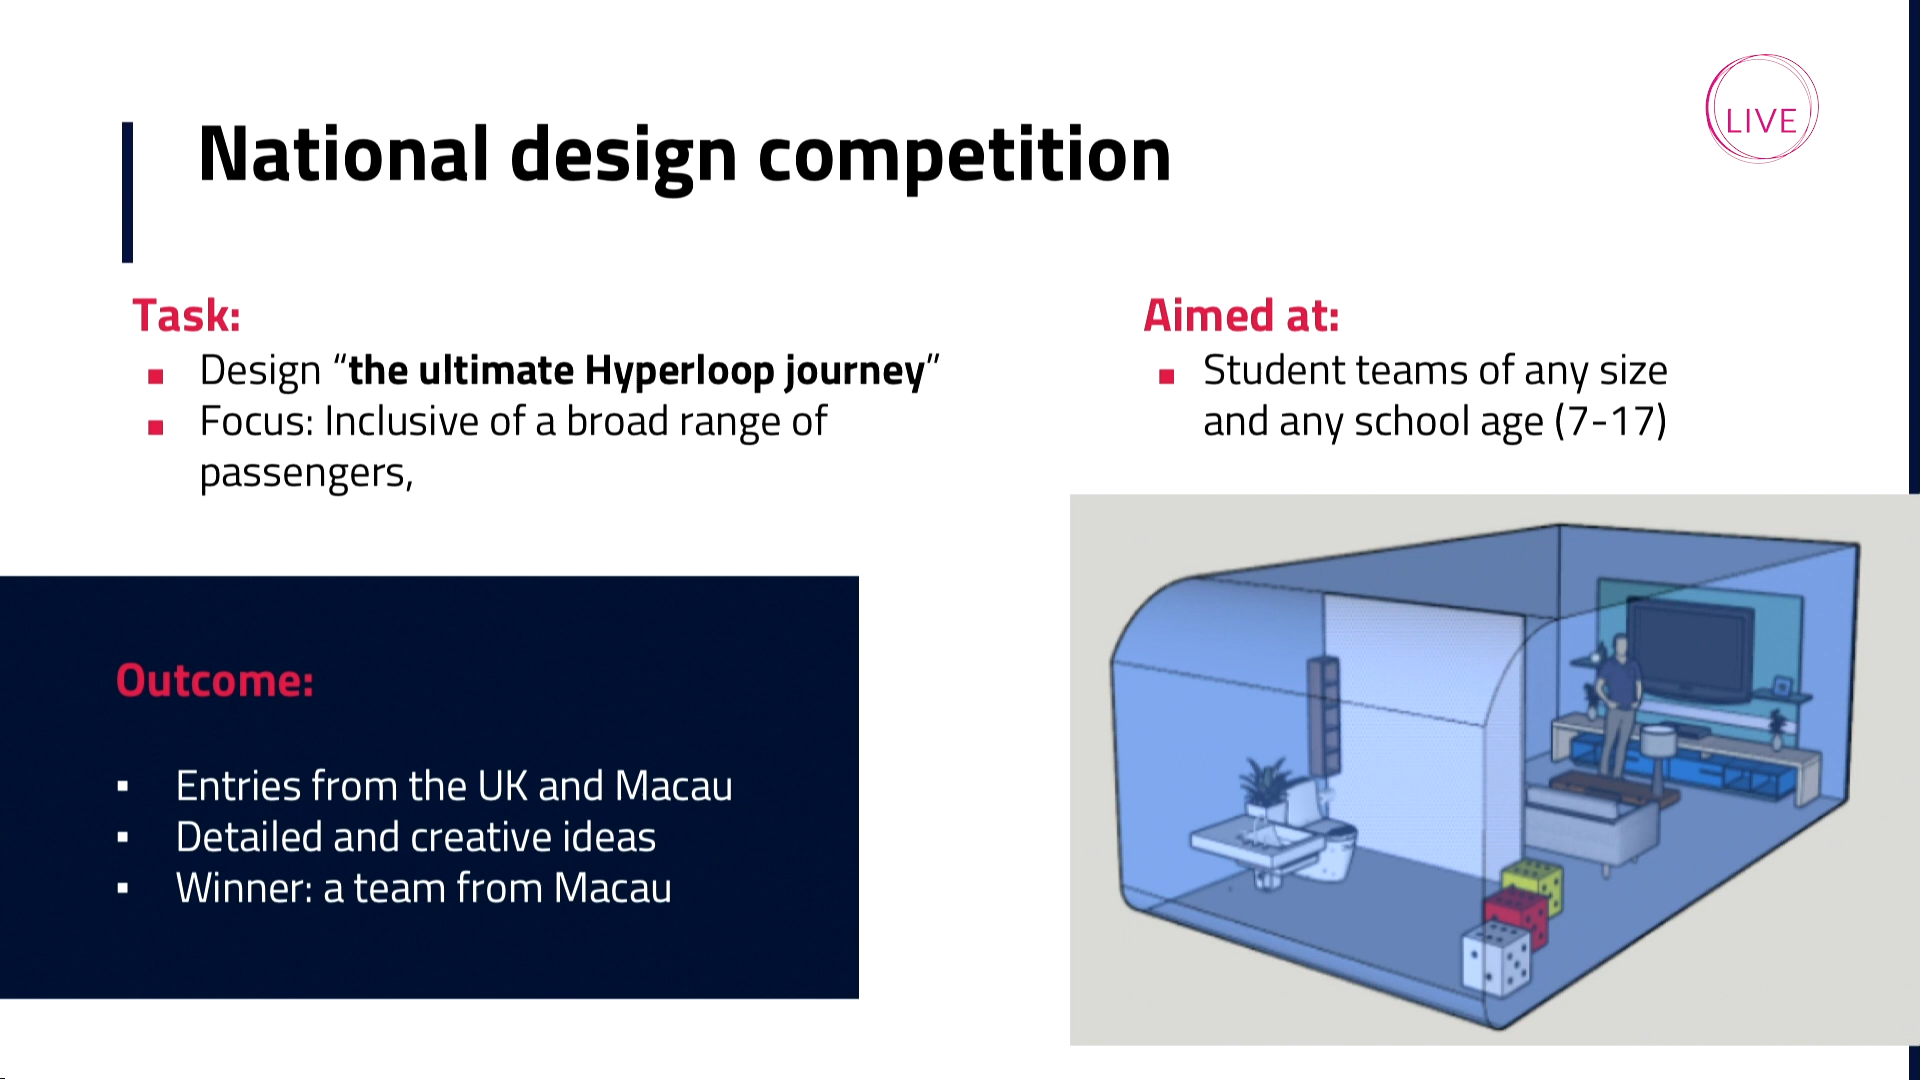 LIVE
National design competition
Task:
Design “the ultimate Hyperloop journey”
Focus: Inclusive of a broad range of
passengers,
Aimed at:
Student teams of any size
and any school age (7-17)
Outcome:
Entries from the UK and Macau
Detailed and creative ideas
Winner: a team from Macau